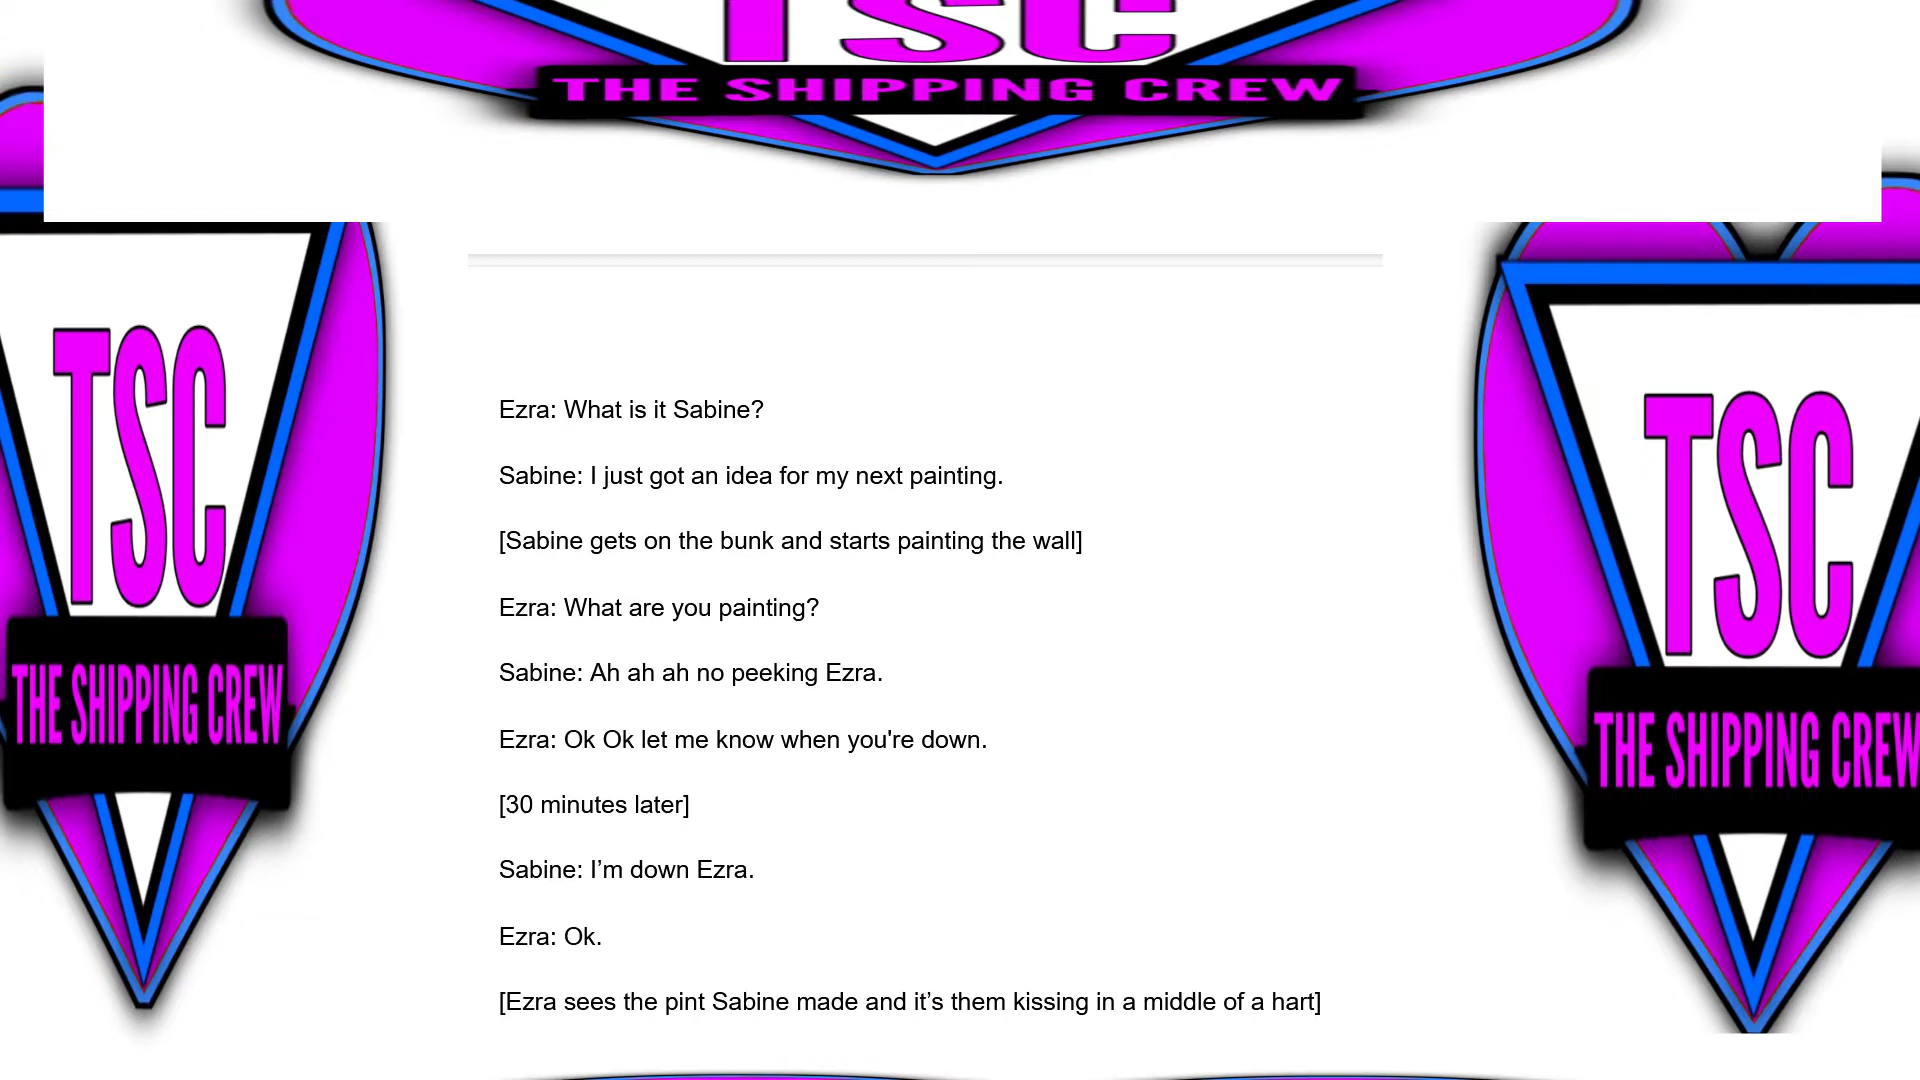 TSC
THE SHIPPING CREW
Ezra: What is it Sabine?
Sabine: I just got an idea for my next painting.
[Sabine gets on the bunk and starts painting the wall]
Ezra: What are you painting?
Sabine: Ah ah ah no peeking Ezra.
Ezra: Ok Ok let me know when you're down.
[30 minutes later]
Sabine: I’m down Ezra.
Ezra: Ok.
[Ezra sees the pint Sabine made and it’s them kissing in a middle of a hart]
TSC
THE SHIPPING CREW
TSC
THE SHIPPING CREW